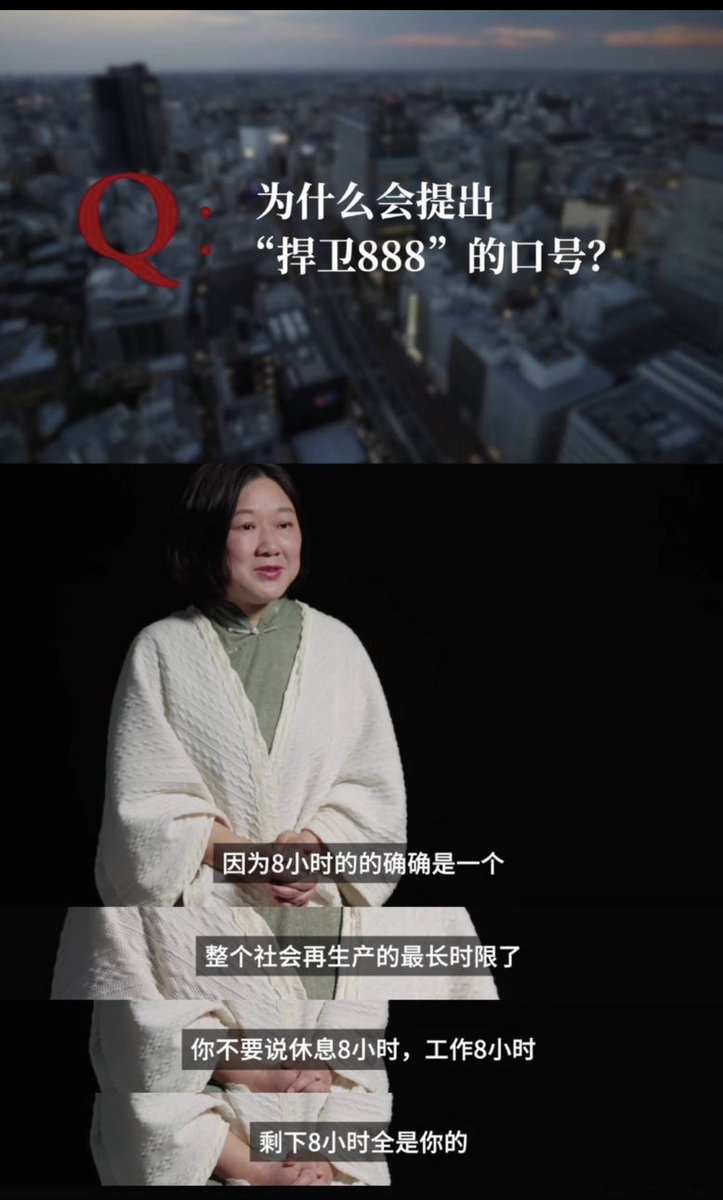 Q：为什么会提出
“捍卫888”的口号？
因为8小时的的确确是一个
整个社会再生产的最长时限了
你不要说休息8小时，工作8小时
剩下8小时全是你的